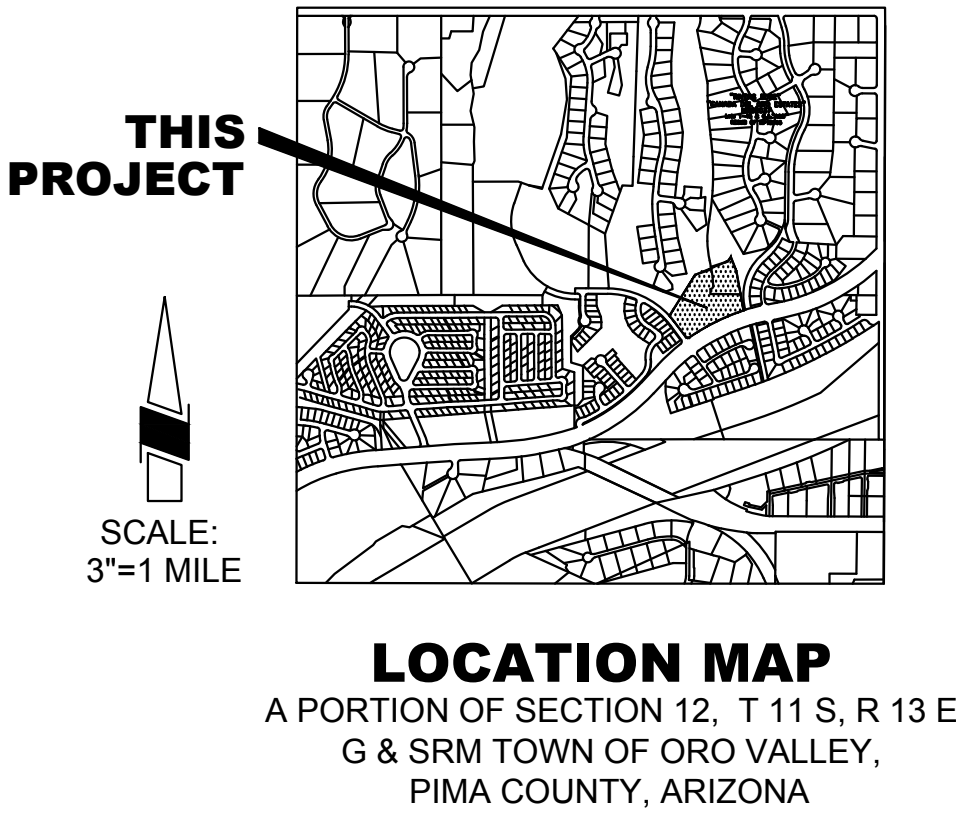 THIS
PROJECT
SCALE:
3"=1 MILE
LOCATION MAP
A PORTION OF SECTION 12, T 11 S, R 13 E
G & SRM TOWN OF ORO VALLEY,
PIMA COUNTY, ARIZONA